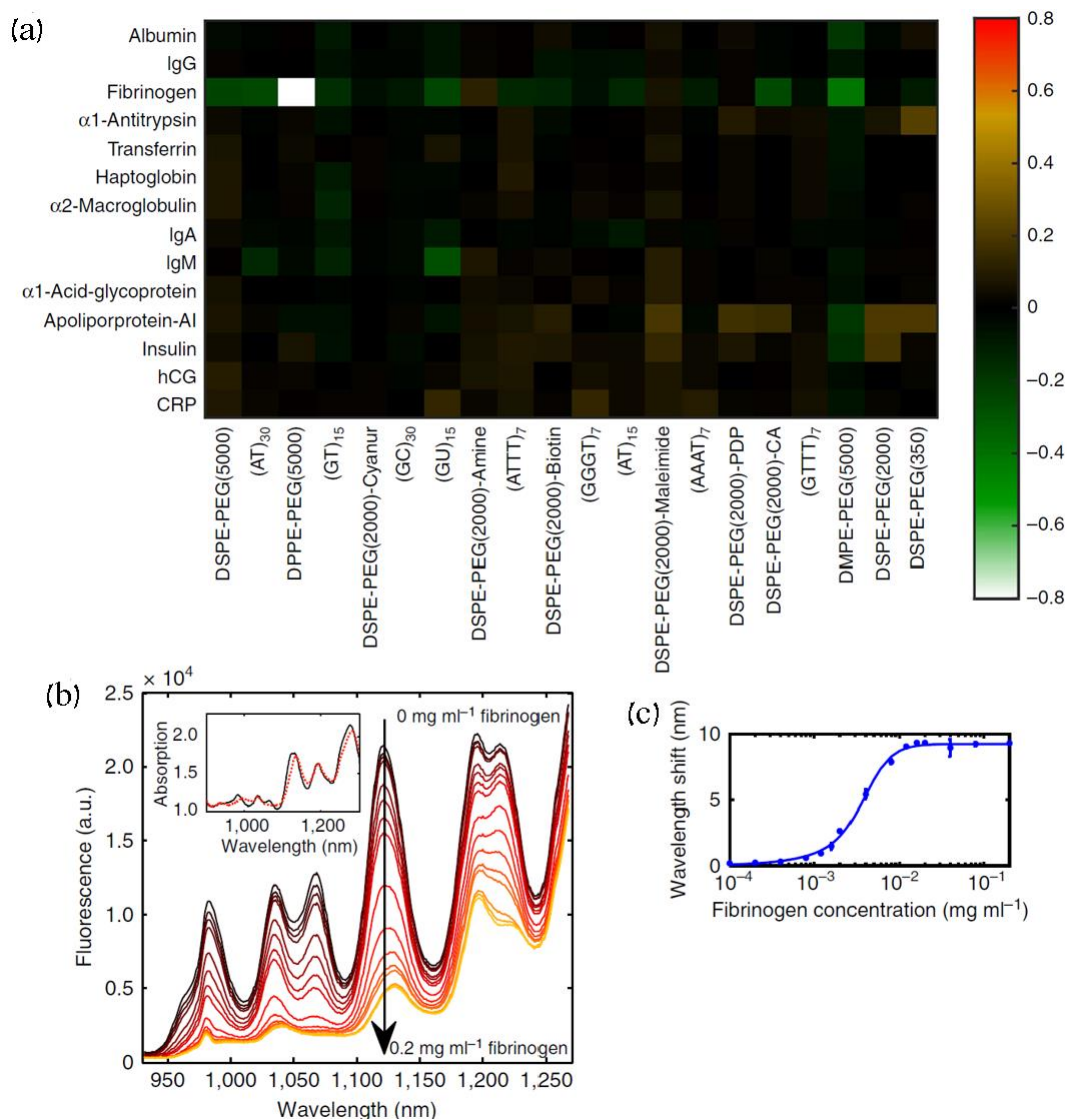 (a)
Albumin
IgG
Fibrinogen
α1-Antitrypsin
Transferrin
Haptoglobin
α2-Macroglobulin
IgA
IgM
α1-Acid-glycoprotein
Apoliporprotein-AI
Insulin
hCG
CRP
DSPE-PEG(5000)
(AT)₃₀
DPPE-PEG(5000)
(GT)₁₅
DSPE-PEG(2000)-Cyanur
(GC)₃₀
(GU)₁₅
DSPE-PEG(2000)-Amine
(ATTT)₇
DSPE-PEG(2000)-Biotin
(GGGT)₇
(AT)₁₅
DSPE-PEG(2000)-Maleimide
(AAAT)₇
DSPE-PEG(2000)-PDP
DSPE-PEG(2000)-CA
(GTTT)₇
DMPE-PEG(5000)
DSPE-PEG(2000)
DSPE-PEG(350)
0.8
0.6
0.4
0.2
0
−0.2
−0.4
−0.6
−0.8
(b)
× 10⁴
2.5
2.0
1.5
1.0
0.5
0
Fluorescence (a.u.)
950 1,000 1,050 1,100 1,150 1,200 1,250
Wavelength (nm)
0 mg ml⁻¹ fibrinogen
0.2 mg ml⁻¹ fibrinogen
Absorption
2.0
1.5
1.0
1,000 1,200
Wavelength (nm)
(c)
Wavelength shift (nm)
10
5
0
10⁻⁴ 10⁻³ 10⁻² 10⁻¹
Fibrinogen concentration (mg ml⁻¹)